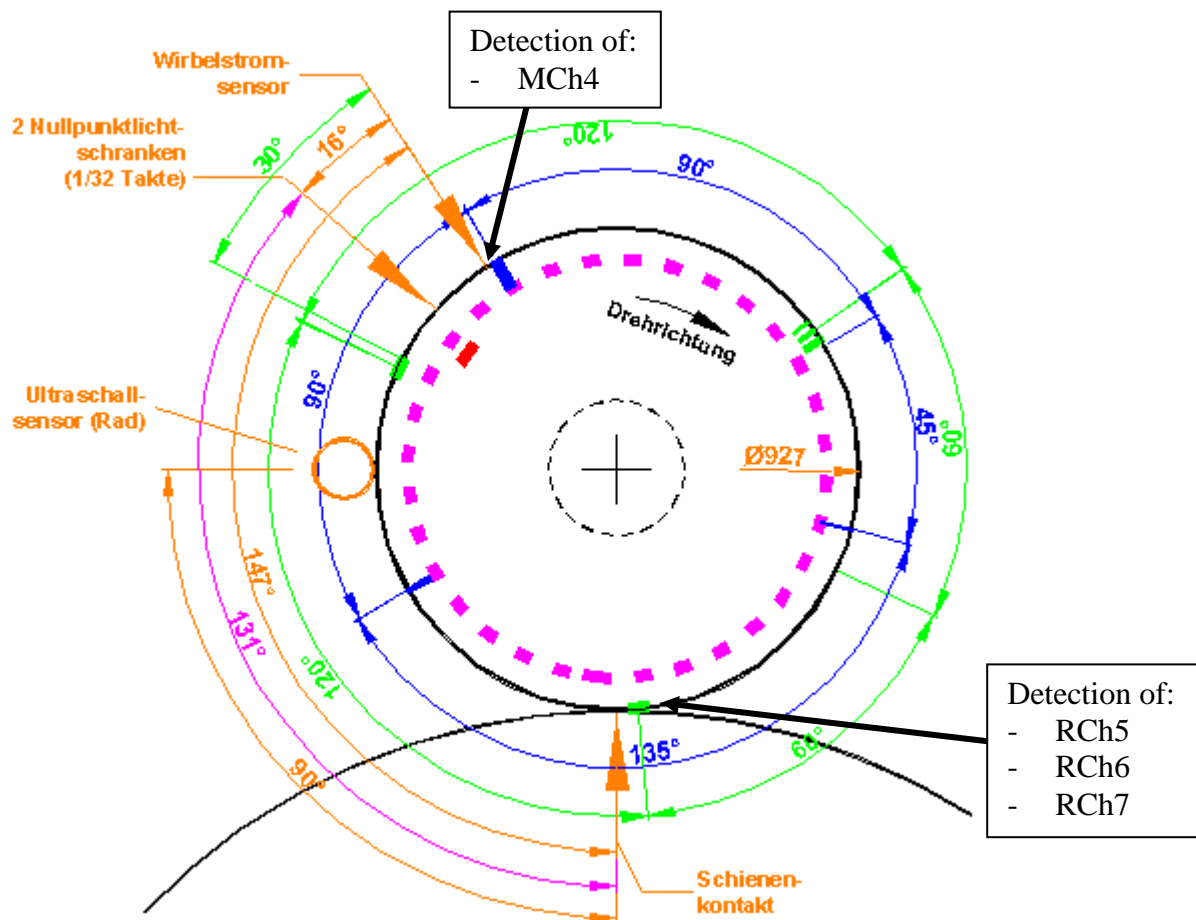 Detection of:
- MCh4
Wirbelstrom-
sensor
2 Nullpunktlicht-
schranken
(1/32 Takte)
30°
16°
120°
90°
Drehrichtung
Ultraschall-
sensor (Rad)
90°
Ø927
45°
60°
147°
131°
120°
90°
135°
Detection of:
- RCh5
- RCh6
- RCh7
Schienen-
kontakt